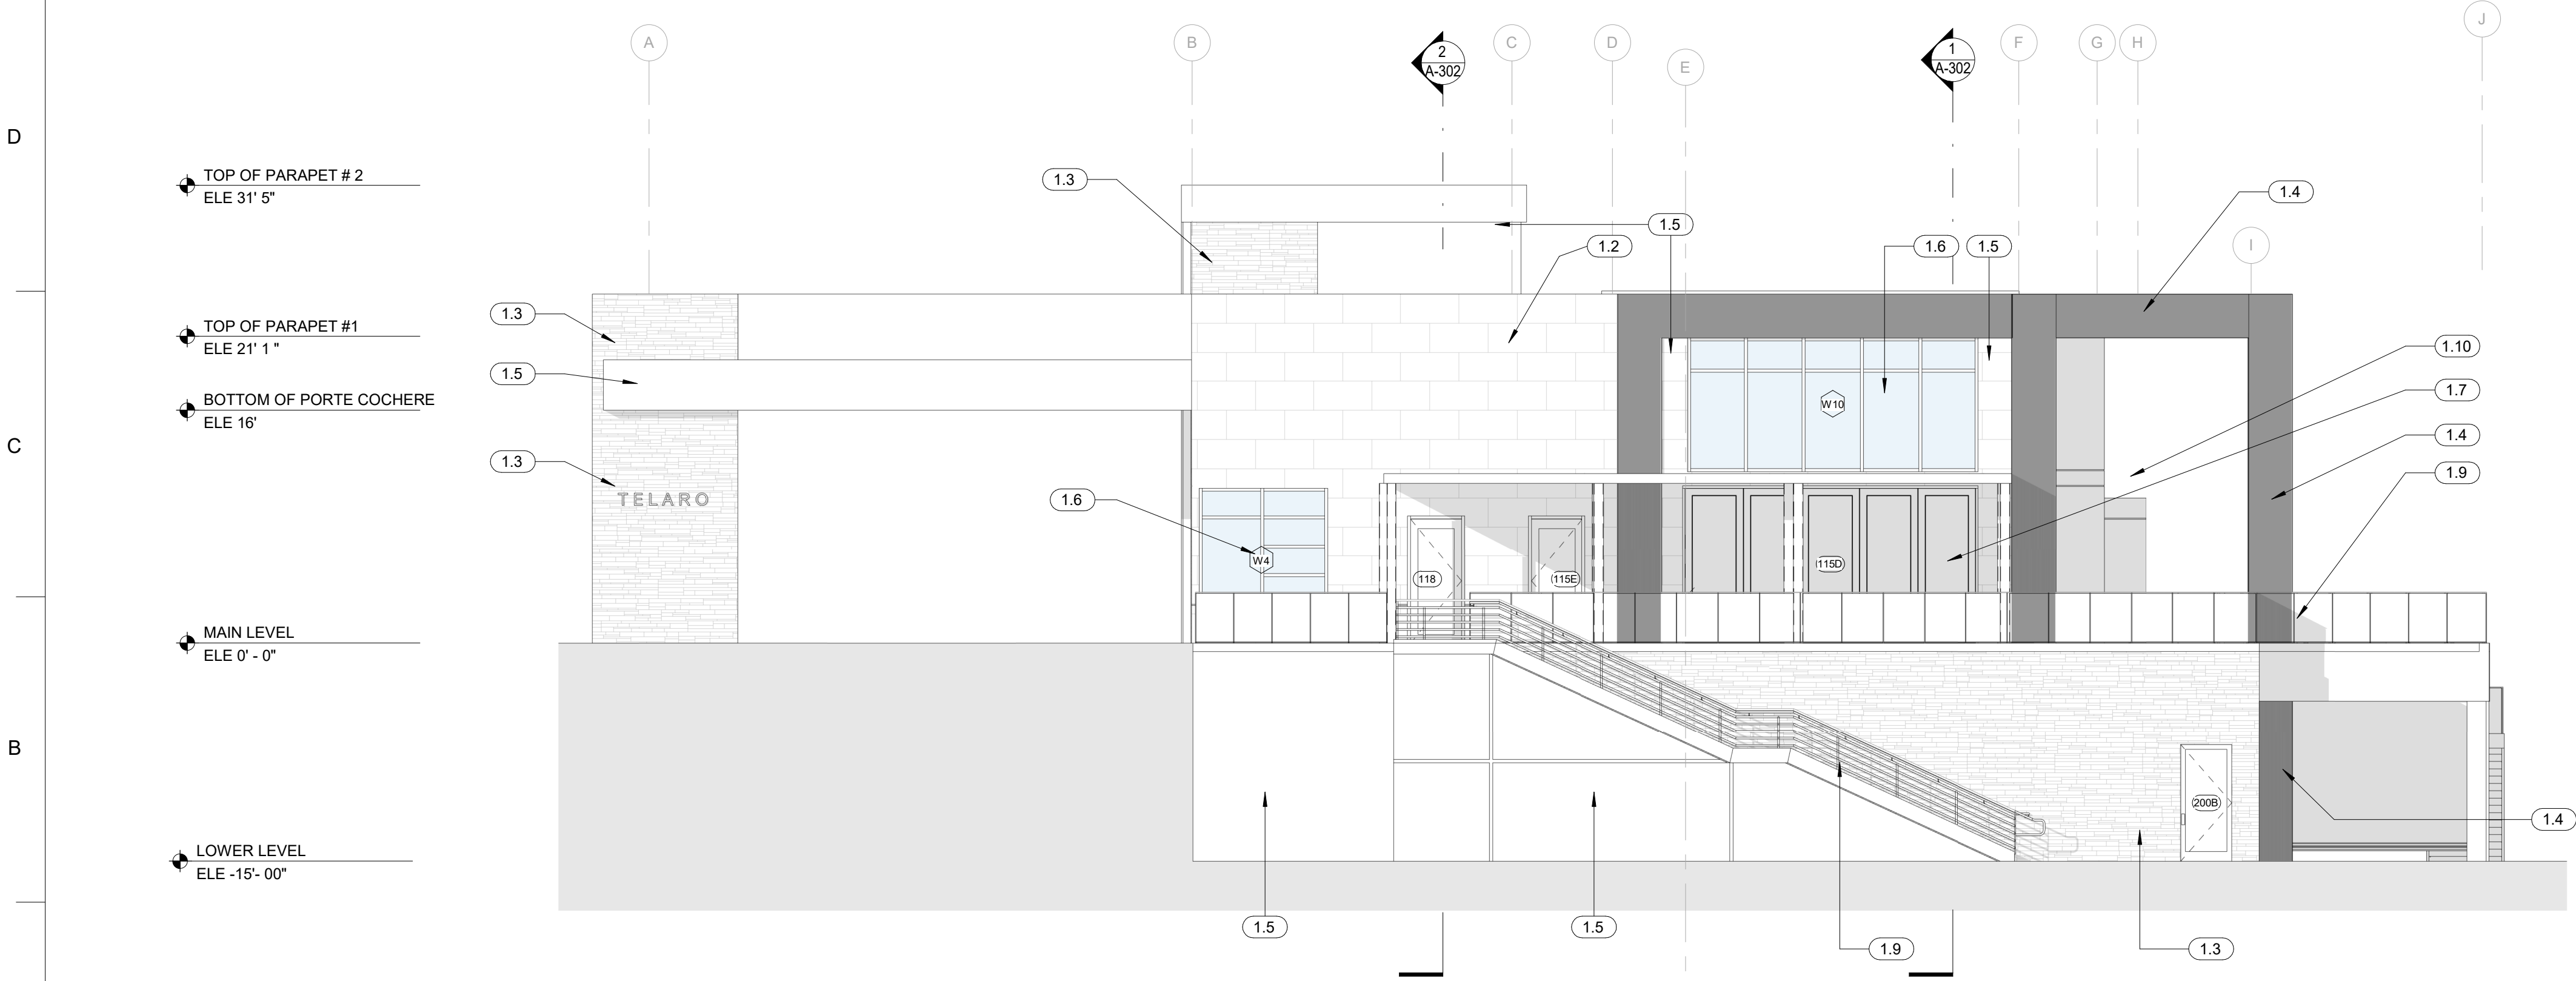 J
A
B
C
D
F
G
H
2
A-302
1
A-302
E
D
TOP OF PARAPET # 2
ELE 31' 5"
1.3
1.4
1.5
1.2
1.6
1.5
I
1.3
TOP OF PARAPET #1
ELE 21' 1 "
1.10
1.5
1.7
BOTTOM OF PORTE COCHERE
ELE 16'
W10
1.4
C
1.3
1.9
TELARO
1.6
W4
118
115E
115D
MAIN LEVEL
ELE 0' - 0"
B
200B
1.4
LOWER LEVEL
ELE -15'- 00"
1.5
1.5
1.9
1.3